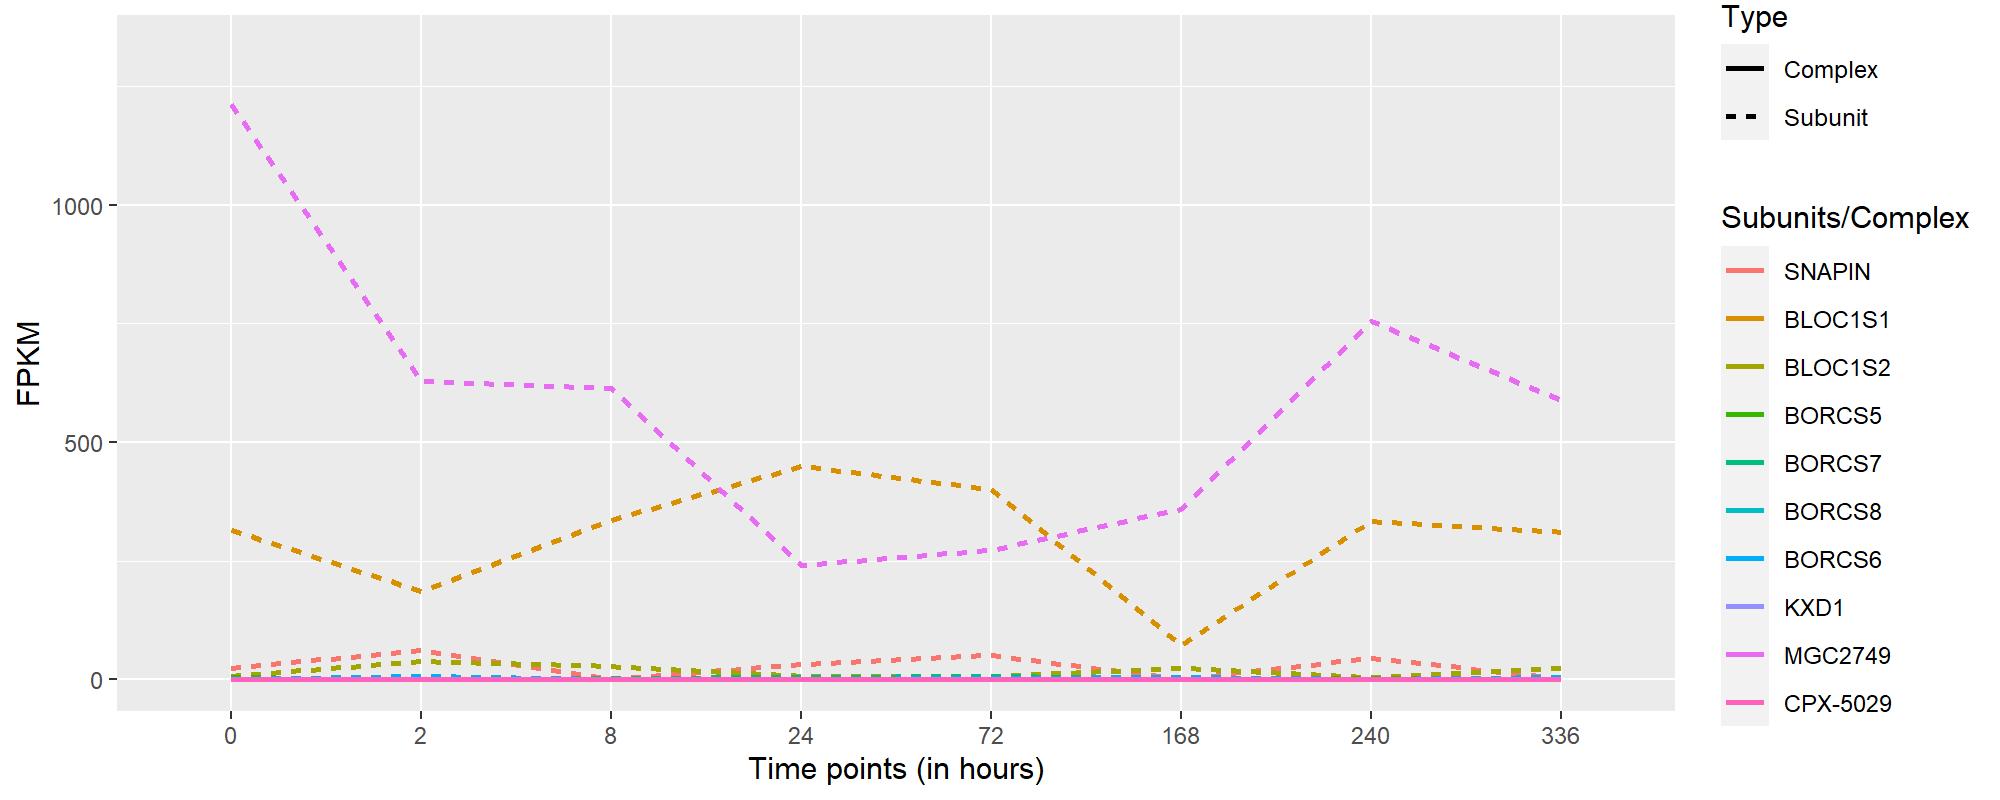 Type
Complex
Subunit
Subunits/Complex
SNAPIN
BLOC1S1
BLOC1S2
BORCS5
BORCS7
BORCS8
BORCS6
KXD1
MGC2749
CPX-5029
FPKM
1000
500
0
0 2 8 24 72 168 240 336
Time points (in hours)